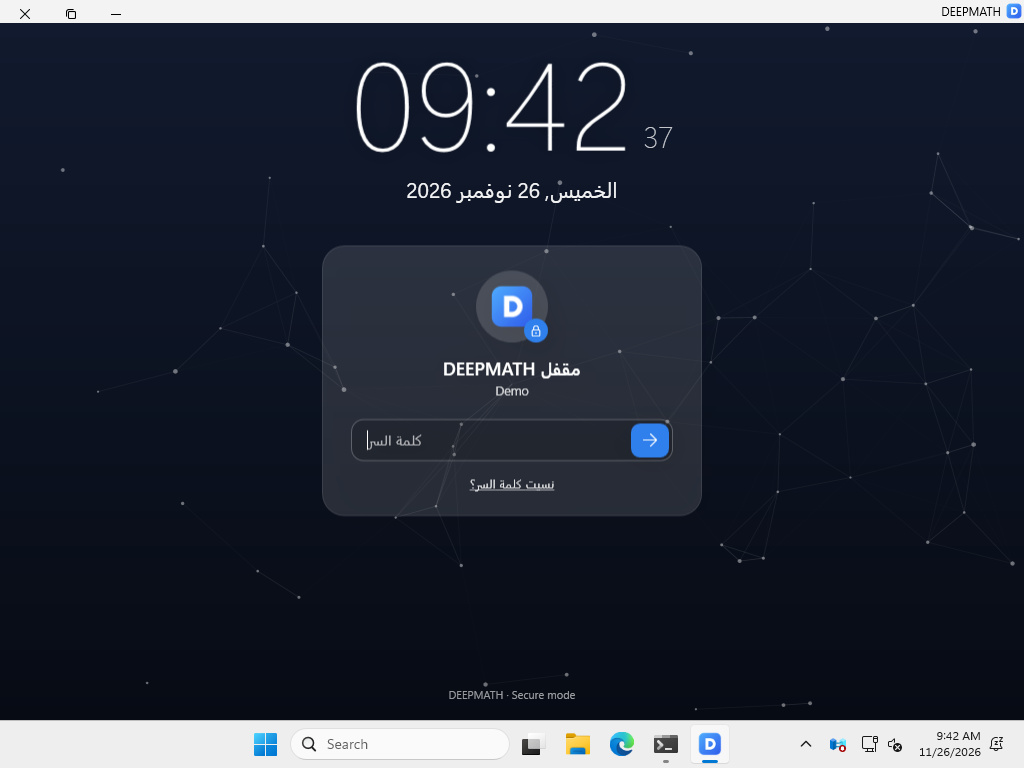 DEEPMATH
09:42 37
الخميس, 26 نوفمبر 2026
D
مقفل DEEPMATH
Demo
كلمة السر
نسيت كلمة السر؟
DEEPMATH · Secure mode
Search
9:42 AM
11/26/2026